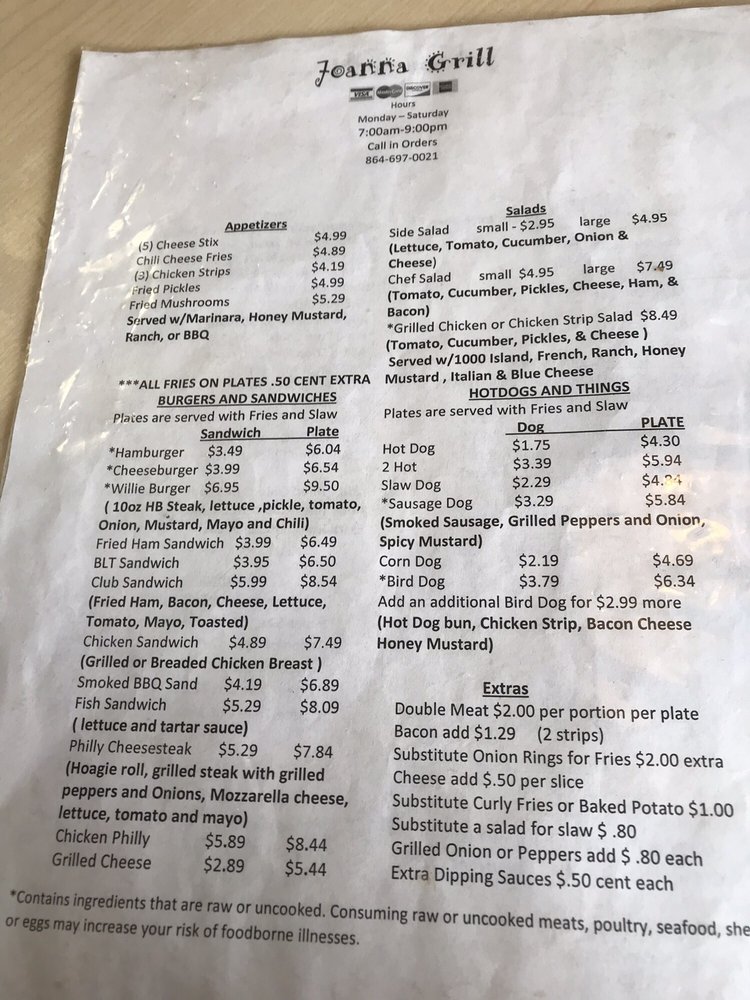 Joanna Grill
VISA MasterCard DISCOVER
Hours
Monday – Saturday
7:00am-9:00pm
Call in Orders
864-697-0021
Appetizers
(5) Cheese Stix $4.99
Chili Cheese Fries $4.89
(3) Chicken Strips $4.19
Fried Pickles $4.99
Fried Mushrooms $5.29
Served w/Marinara, Honey Mustard,
Ranch, or BBQ
***ALL FRIES ON PLATES .50 CENT EXTRA
BURGERS AND SANDWICHES
Plates are served with Fries and Slaw
Sandwich Plate
*Hamburger $3.49 $6.04
*Cheeseburger $3.99 $6.54
*Willie Burger $6.95 $9.50
( 10oz HB Steak, lettuce ,pickle, tomato,
Onion, Mustard, Mayo and Chili)
Fried Ham Sandwich $3.99 $6.49
BLT Sandwich $3.95 $6.50
Club Sandwich $5.99 $8.54
(Fried Ham, Bacon, Cheese, Lettuce,
Tomato, Mayo, Toasted)
Chicken Sandwich $4.89 $7.49
(Grilled or Breaded Chicken Breast )
Smoked BBQ Sand $4.19 $6.89
Fish Sandwich $5.29 $8.09
( lettuce and tartar sauce)
Philly Cheesesteak $5.29 $7.84
(Hoagie roll, grilled steak with grilled
peppers and Onions, Mozzarella cheese,
lettuce, tomato and mayo)
Chicken Philly $5.89 $8.44
Grilled Cheese $2.89 $5.44
Salads
Side Salad small - $2.95 large $4.95
(Lettuce, Tomato, Cucumber, Onion &
Cheese)
Chef Salad small $4.95 large $7.49
(Tomato, Cucumber, Pickles, Cheese, Ham, &
Bacon)
*Grilled Chicken or Chicken Strip Salad $8.49
(Tomato, Cucumber, Pickles, & Cheese )
Served w/1000 Island, French, Ranch, Honey
Mustard , Italian & Blue Cheese
HOTDOGS AND THINGS
Plates are served with Fries and Slaw
Dog PLATE
Hot Dog $1.75 $4.30
2 Hot $3.39 $5.94
Slaw Dog $2.29
*Sausage Dog $3.29 $5.84
(Smoked Sausage, Grilled Peppers and Onion,
Spicy Mustard)
Corn Dog $2.19 $4.69
*Bird Dog $3.79 $6.34
Add an additional Bird Dog for $2.99 more
(Hot Dog bun, Chicken Strip, Bacon Cheese
Honey Mustard)
Extras
Double Meat $2.00 per portion per plate
Bacon add $1.29 (2 strips)
Substitute Onion Rings for Fries $2.00 extra
Cheese add $.50 per slice
Substitute Curly Fries or Baked Potato $1.00
Substitute a salad for slaw $ .80
Grilled Onion or Peppers add $ .80 each
Extra Dipping Sauces $.50 cent each
*Contains ingredients that are raw or uncooked. Consuming raw or uncooked meats, poultry, seafood, she
or eggs may increase your risk of foodborne illnesses.